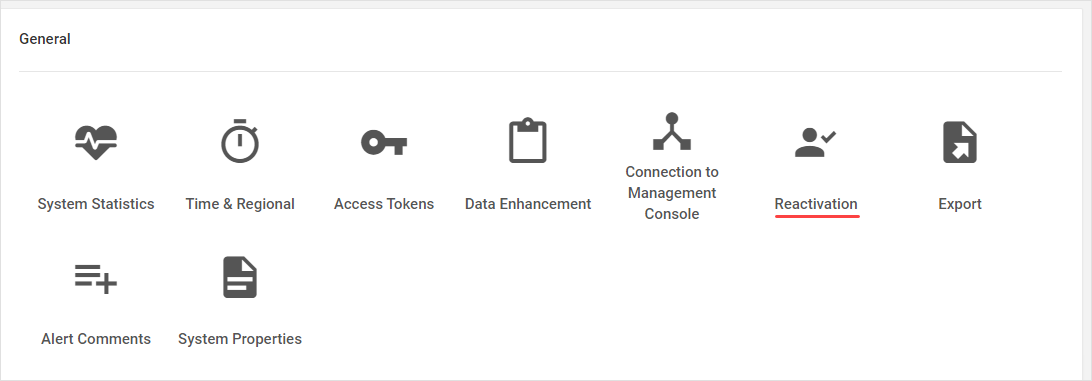 General
System Statistics
Time & Regional
Access Tokens
Data Enhancement
Connection to
Management
Console
Reactivation
Export
Alert Comments
System Properties